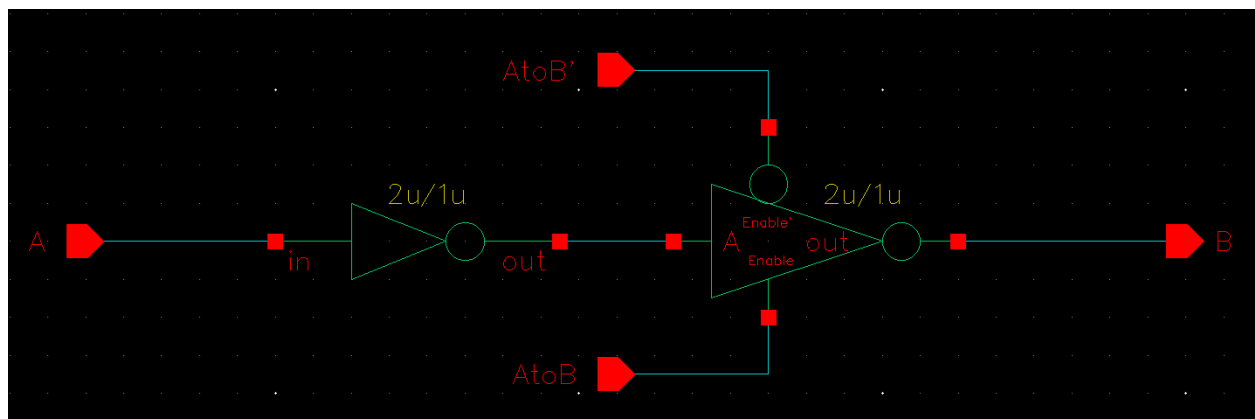 AtoB'
2u/1u
2u/1u
Enable'
A
in
out
A
out
B
Enable
AtoB